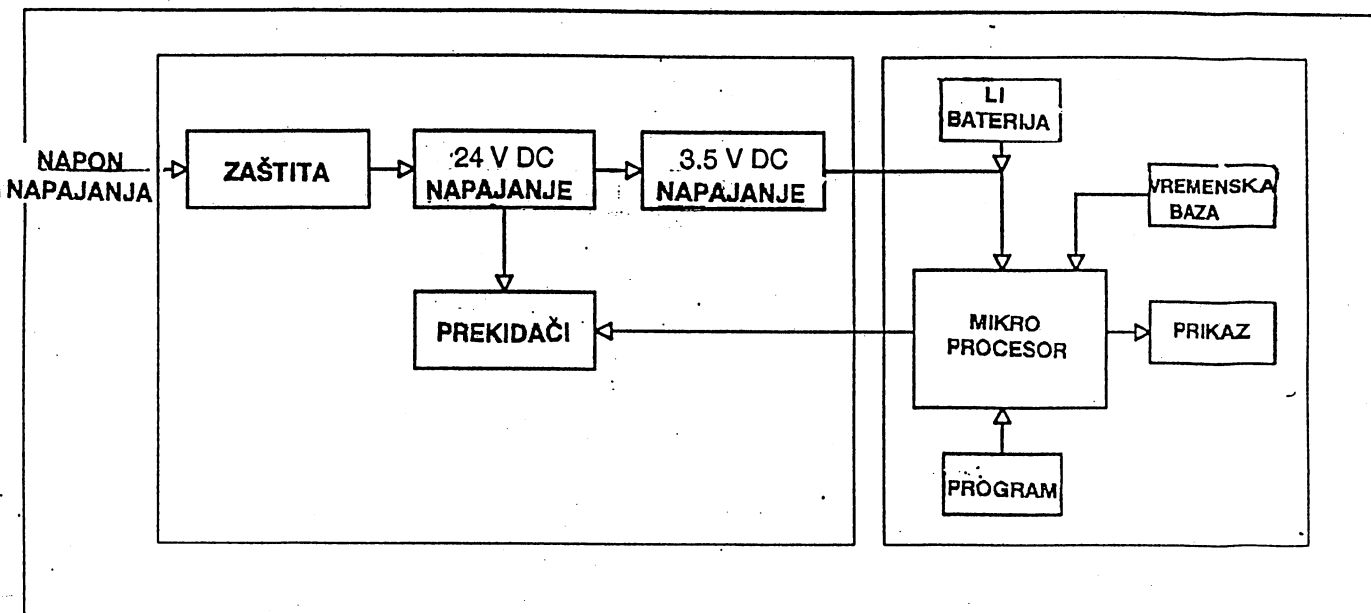 NAPON
NAPAJANJA
ZAŠTITA
24 V DC
NAPAJANJE
3.5 V DC
NAPAJANJE
LI
BATERIJA
VREMENSKA
BAZA
PREKIDAČI
MIKRO
PROCESOR
PRIKAZ
PROGRAM